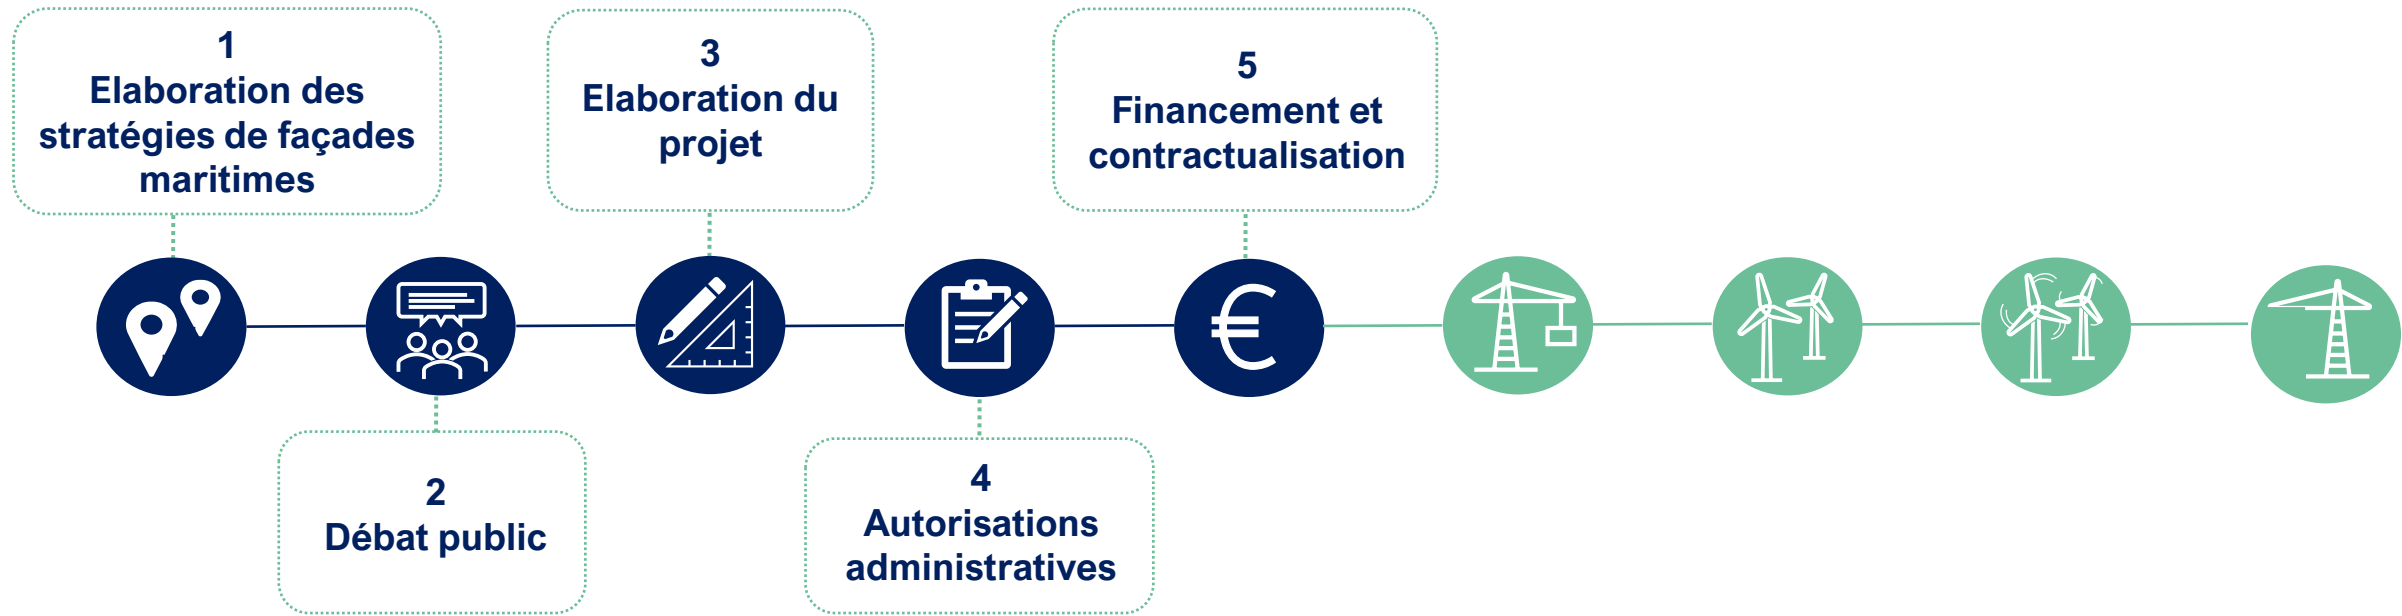 1
Elaboration des
stratégies de façades
maritimes
2
Débat public
3
Elaboration du
projet
4
Autorisations
administratives
5
Financement et
contractualisation